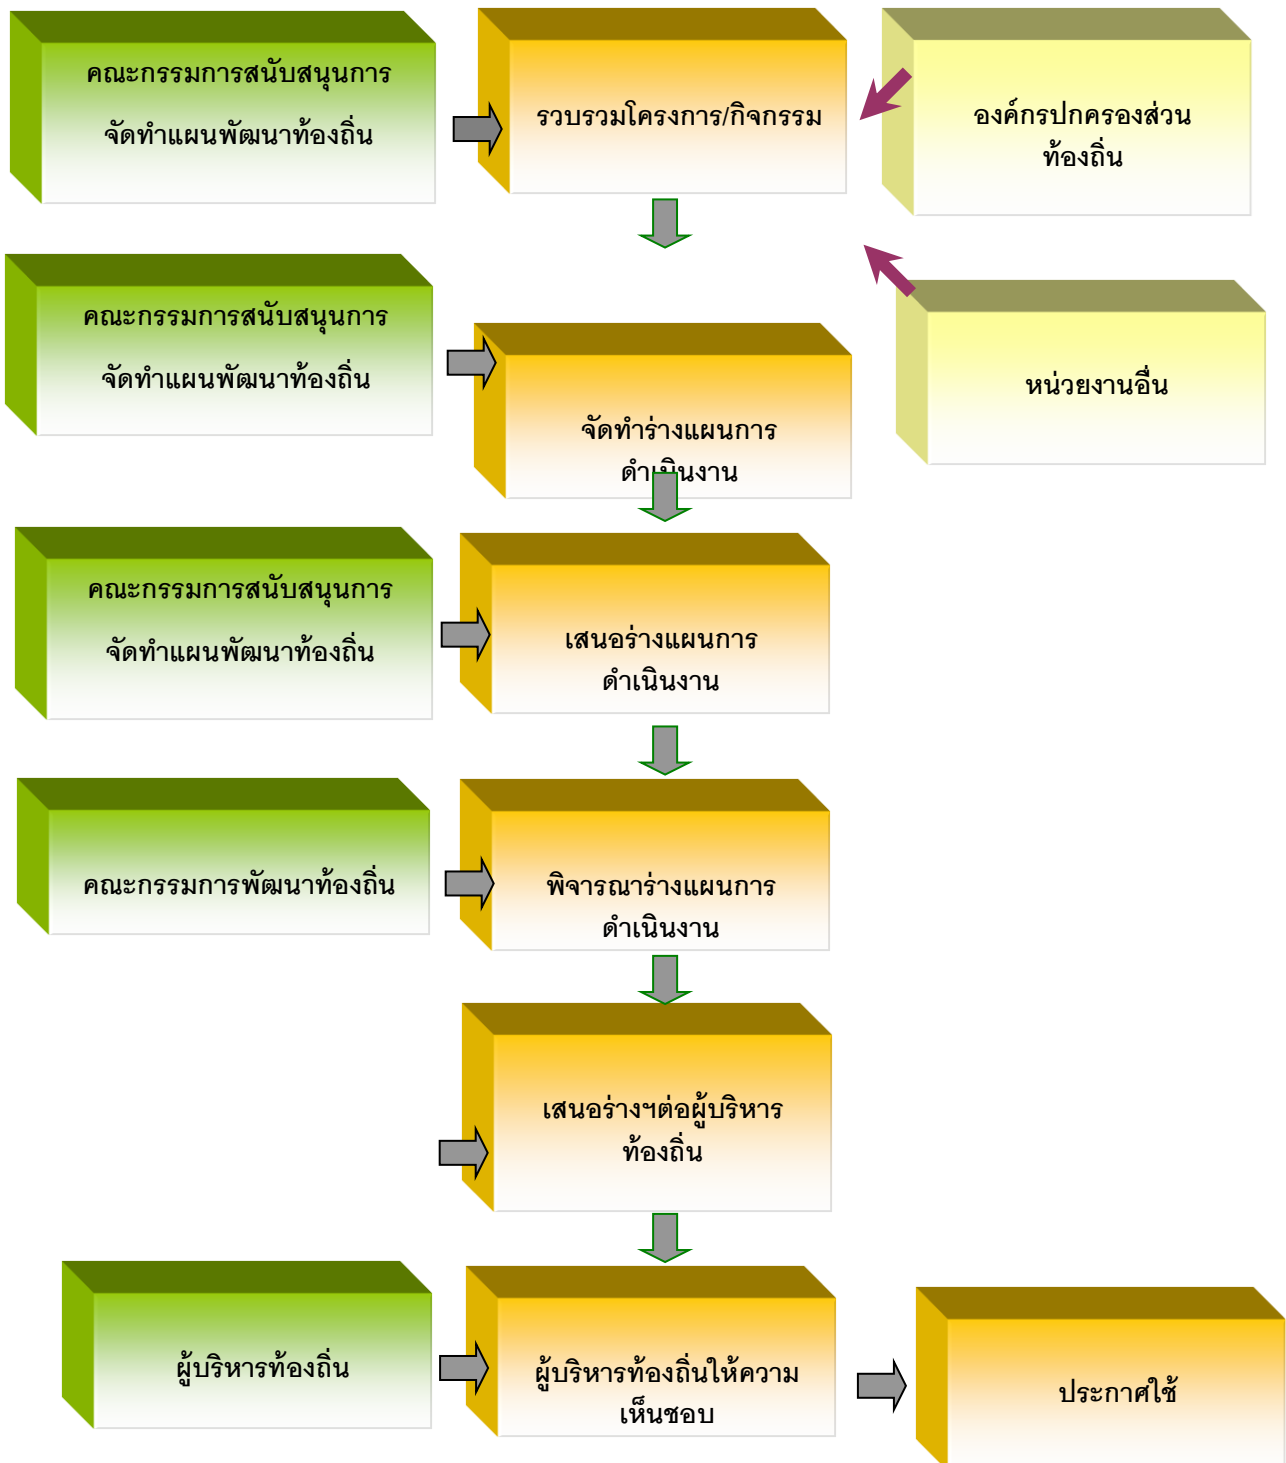 คณะกรรมการสนับสนุนการ
จัดทำแผนพัฒนาท้องถิ่น
รวบรวมโครงการ/กิจกรรม
องค์กรปกครองส่วน
ท้องถิ่น
คณะกรรมการสนับสนุนการ
จัดทำแผนพัฒนาท้องถิ่น
จัดทำร่างแผนการ
ดำเนินงาน
หน่วยงานอื่น
คณะกรรมการสนับสนุนการ
จัดทำแผนพัฒนาท้องถิ่น
เสนอร่างแผนการ
ดำเนินงาน
คณะกรรมการพัฒนาท้องถิ่น
พิจารณาร่างแผนการ
ดำเนินงาน
เสนอร่างฯต่อผู้บริหาร
ท้องถิ่น
ผู้บริหารท้องถิ่น
ผู้บริหารท้องถิ่นให้ความ
เห็นชอบ
ประกาศใช้